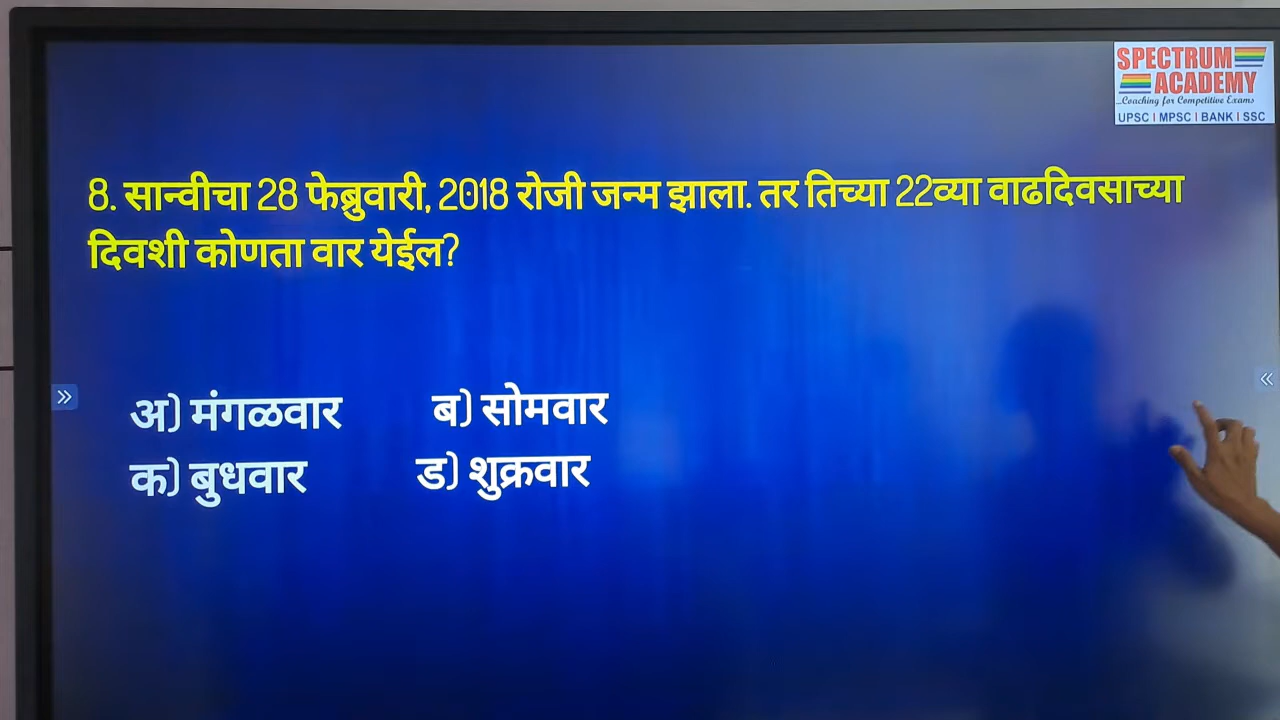 SPECTRUM
ACADEMY
...Coaching for Competitive Exams
UPSC | MPSC | BANK | SSC
8. सान्वीचा 28 फेब्रुवारी, 2018 रोजी जन्म झाला. तर तिच्या 22व्या वाढदिवसाच्या
दिवशी कोणता वार येईल?
अ) मंगळवार ब) सोमवार
क) बुधवार ड) शुक्रवार